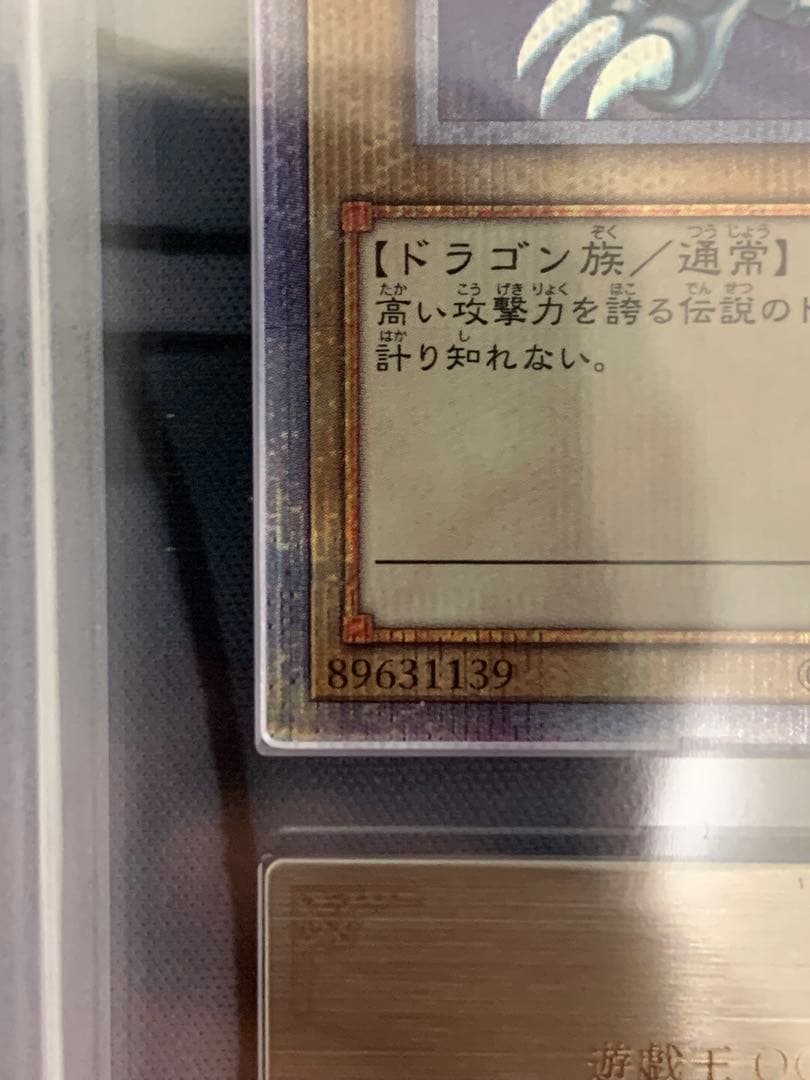 【ドラゴン族／通常】
高い攻撃力を誇る伝説のド
計り知れない。
89631139
遊戯王